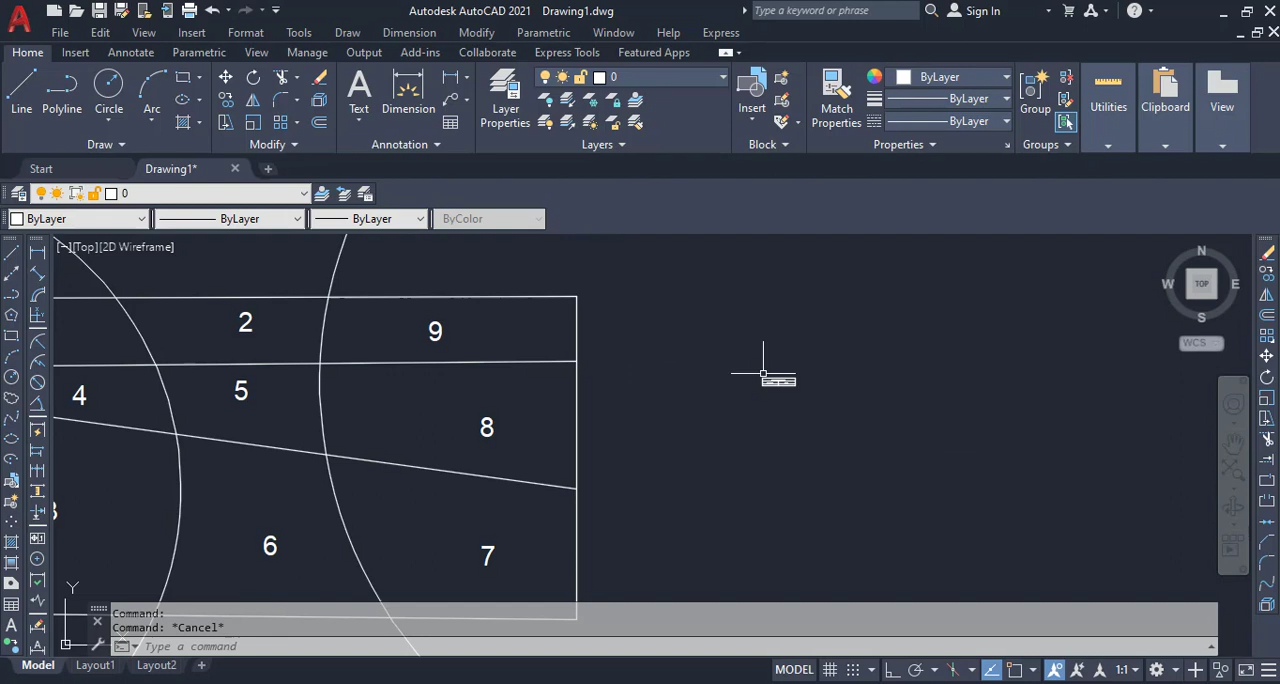 Autodesk AutoCAD 2021 Drawing1.dwg
Type a keyword or phrase
Sign In
File Edit View Insert Format Tools Draw Dimension Modify Parametric Window Help Express
Home Insert Annotate Parametric View Manage Output Add-ins Collaborate Express Tools Featured Apps
Line Polyline Circle Arc
Text Dimension
Layer Properties
0
Insert
Match Properties
ByLayer
ByLayer
ByLayer
Group
Utilities
Clipboard
View
Draw Modify Annotation Layers Block Properties Groups
Start Drawing1*
0
ByLayer ByLayer ByLayer ByColor
[−][Top][2D Wireframe]
N
W TOP E
S
WCS
2 9
4 5
8
6 7
Y
Command:
Command: *Cancel*
Type a command
Model Layout1 Layout2
MODEL
1:1